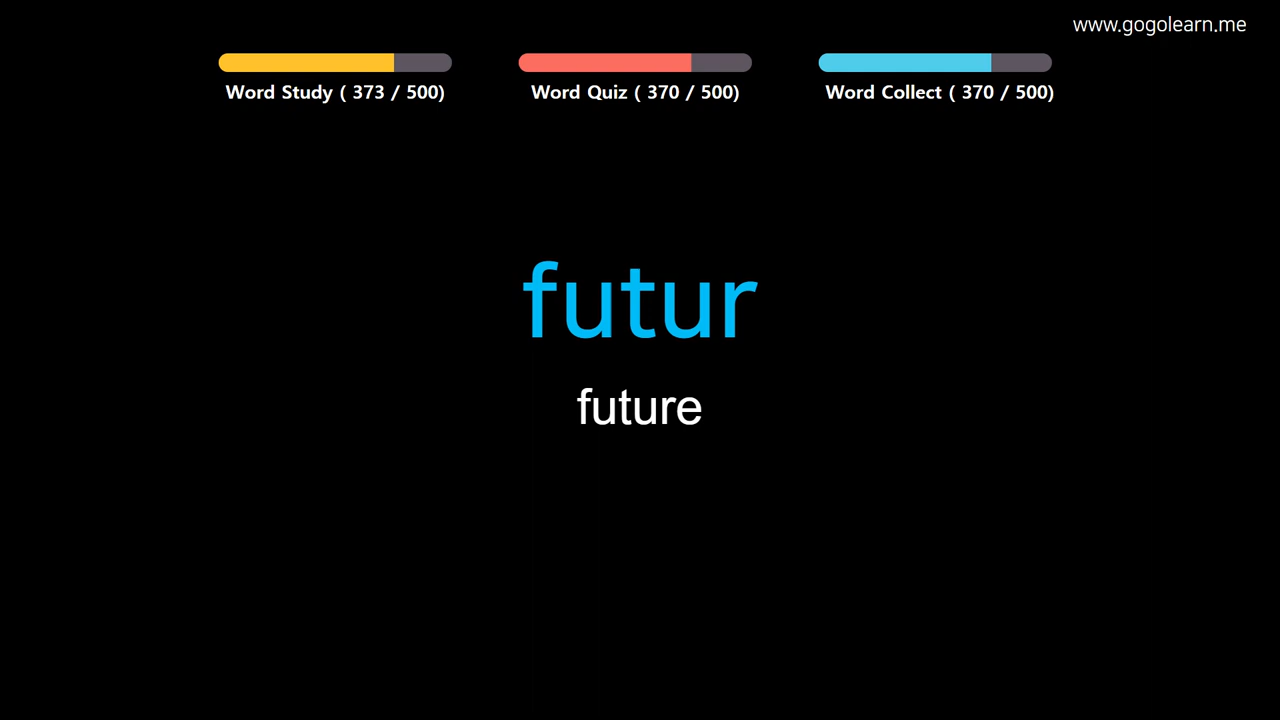 www.gogolearn.me
Word Study ( 373 / 500)
Word Quiz ( 370 / 500)
Word Collect ( 370 / 500)
futur
future